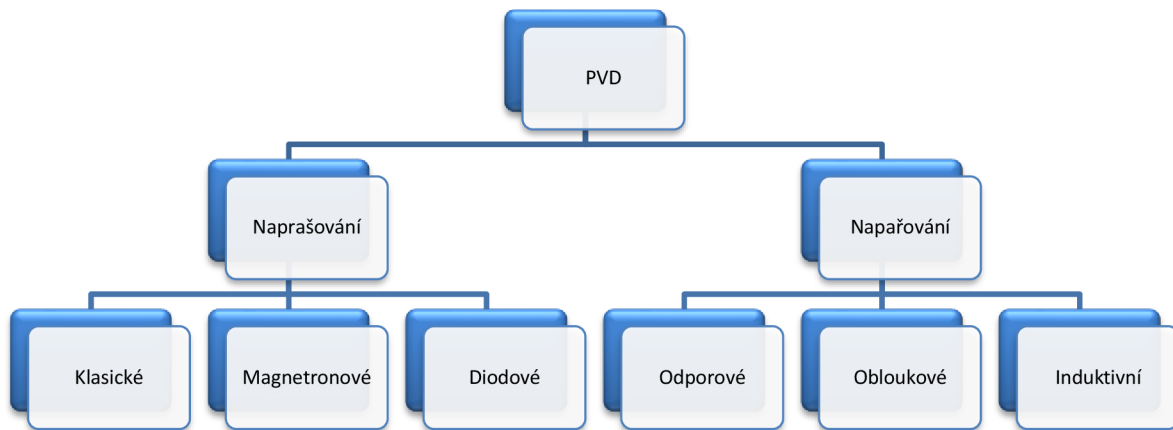 PVD
Naprašování
Napařování
Klasické
Magnetronové
Diodové
Odporové
Obloukové
Induktivní